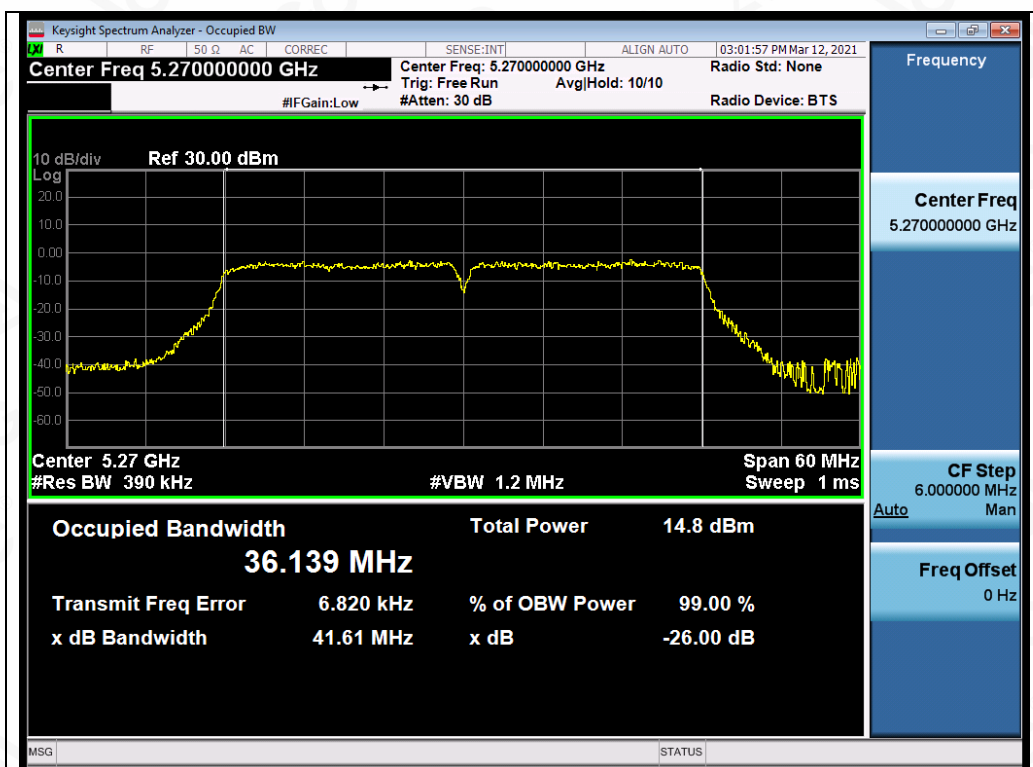 Keysight Spectrum Analyzer - Occupied BW
LXI R RF 50 Ω AC CORREC SENSE:INT ALIGN AUTO 03:01:57 PM Mar 12, 2021
Center Freq 5.270000000 GHz
Center Freq: 5.270000000 GHz
Radio Std: None
Trig: Free Run Avg|Hold: 10/10
#IFGain:Low
#Atten: 30 dB
Radio Device: BTS
10 dB/div Ref 30.00 dBm
Log
20.0
10.0
0.00
-10.0
-20.0
-30.0
-40.0
-50.0
-60.0
Center 5.27 GHz Span 60 MHz
#Res BW 390 kHz #VBW 1.2 MHz Sweep 1 ms
Occupied Bandwidth Total Power 14.8 dBm
36.139 MHz
Transmit Freq Error 6.820 kHz % of OBW Power 99.00 %
x dB Bandwidth 41.61 MHz x dB -26.00 dB
MSG STATUS
Frequency
Center Freq
5.270000000 GHz
CF Step
6.000000 MHz
Auto Man
Freq Offset
0 Hz